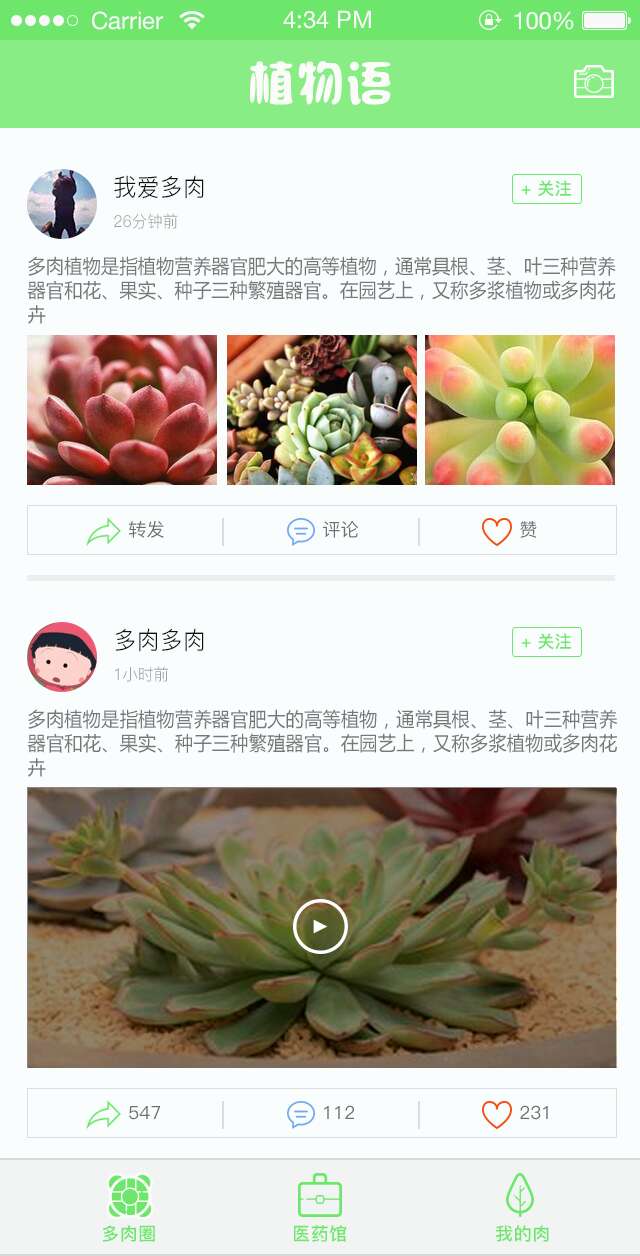 Carrier 4:34 PM 100%
植物语
我爱多肉
+ 关注
26分钟前
多肉植物是指植物营养器官肥大的高等植物，通常具根、茎、叶三种营养
器官和花、果实、种子三种繁殖器官。在园艺上，又称多浆植物或多肉花
卉
转发 评论 赞
多肉多肉
+ 关注
1小时前
多肉植物是指植物营养器官肥大的高等植物，通常具根、茎、叶三种营养
器官和花、果实、种子三种繁殖器官。在园艺上，又称多浆植物或多肉花
卉
547 112 231
多肉圈 医药馆 我的肉